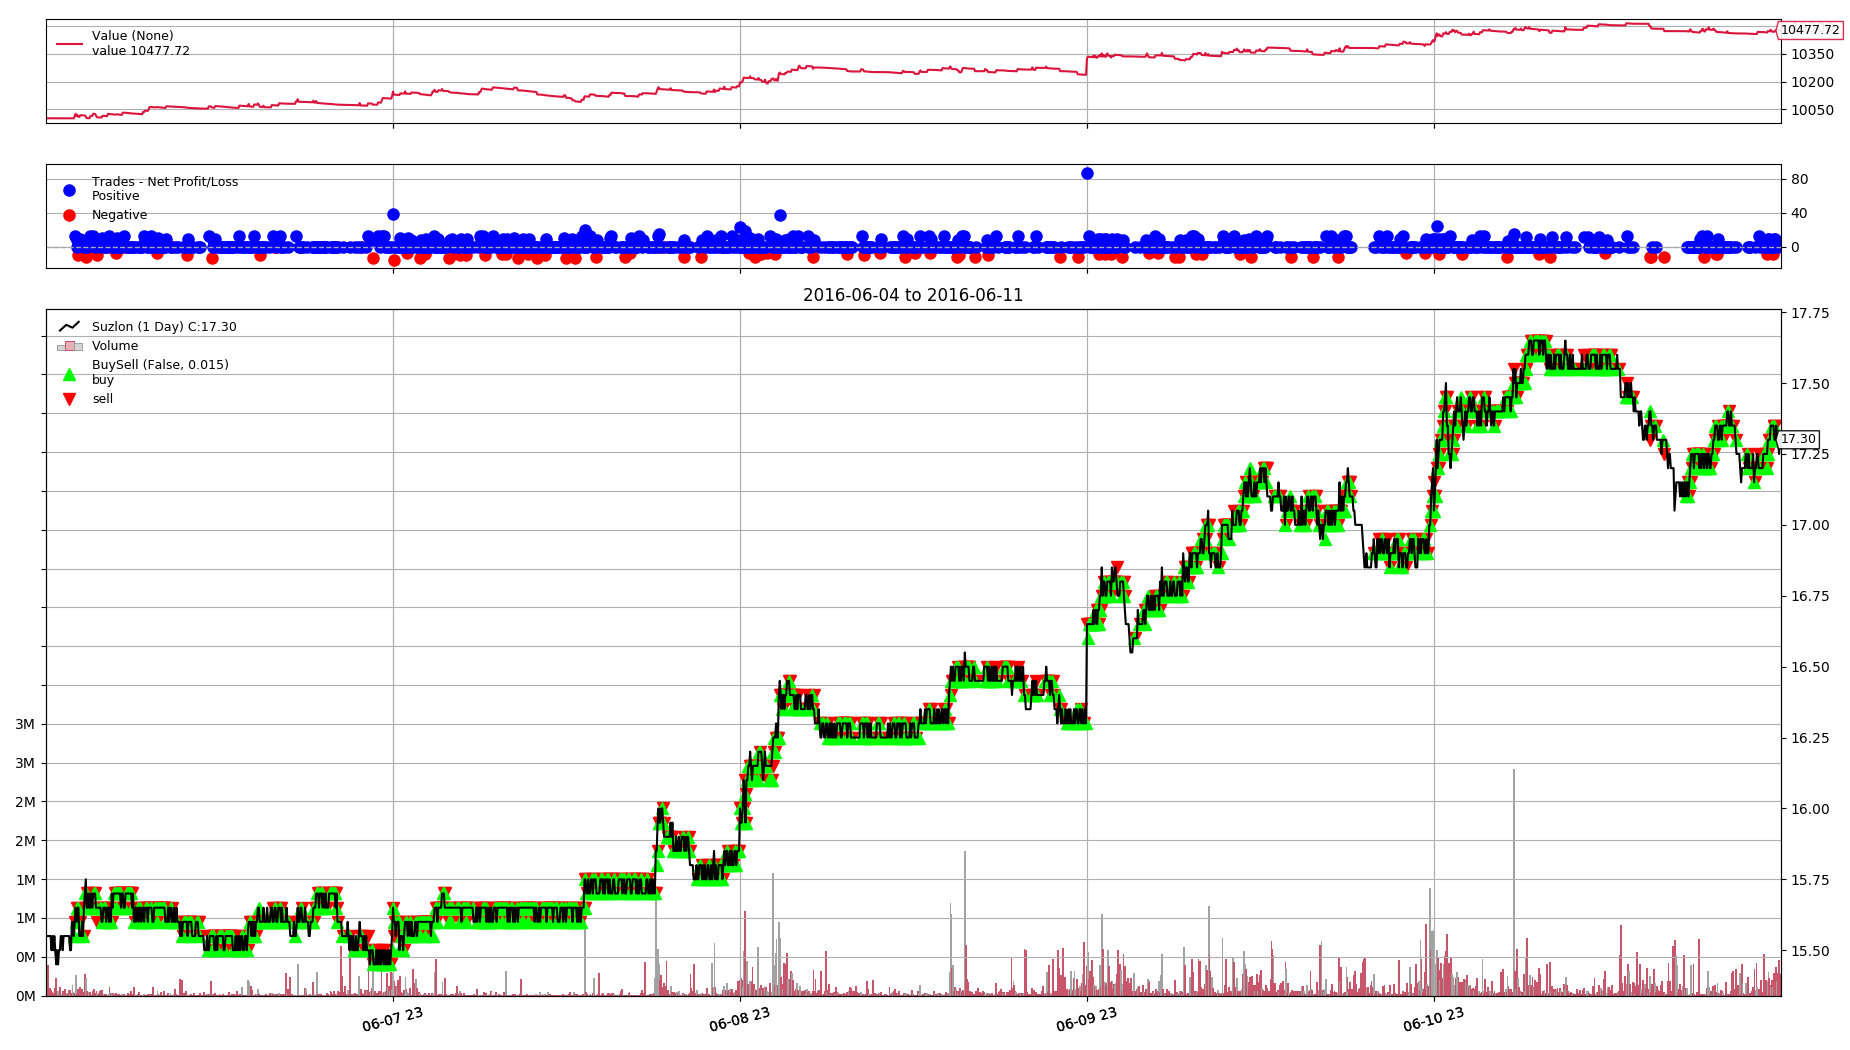 Value (None)
value 10477.72
10477.72
10350
10200
10050
Trades - Net Profit/Loss
Positive
Negative
80
40
0
2016-06-04 to 2016-06-11
Suzlon (1 Day) C:17.30
Volume
BuySell (False, 0.015)
buy
sell
17.75
17.50
17.30
17.25
17.00
16.75
16.50
16.25
16.00
15.75
15.50
3M
3M
2M
2M
1M
1M
0M
0M
06-07 23
06-08 23
06-09 23
06-10 23